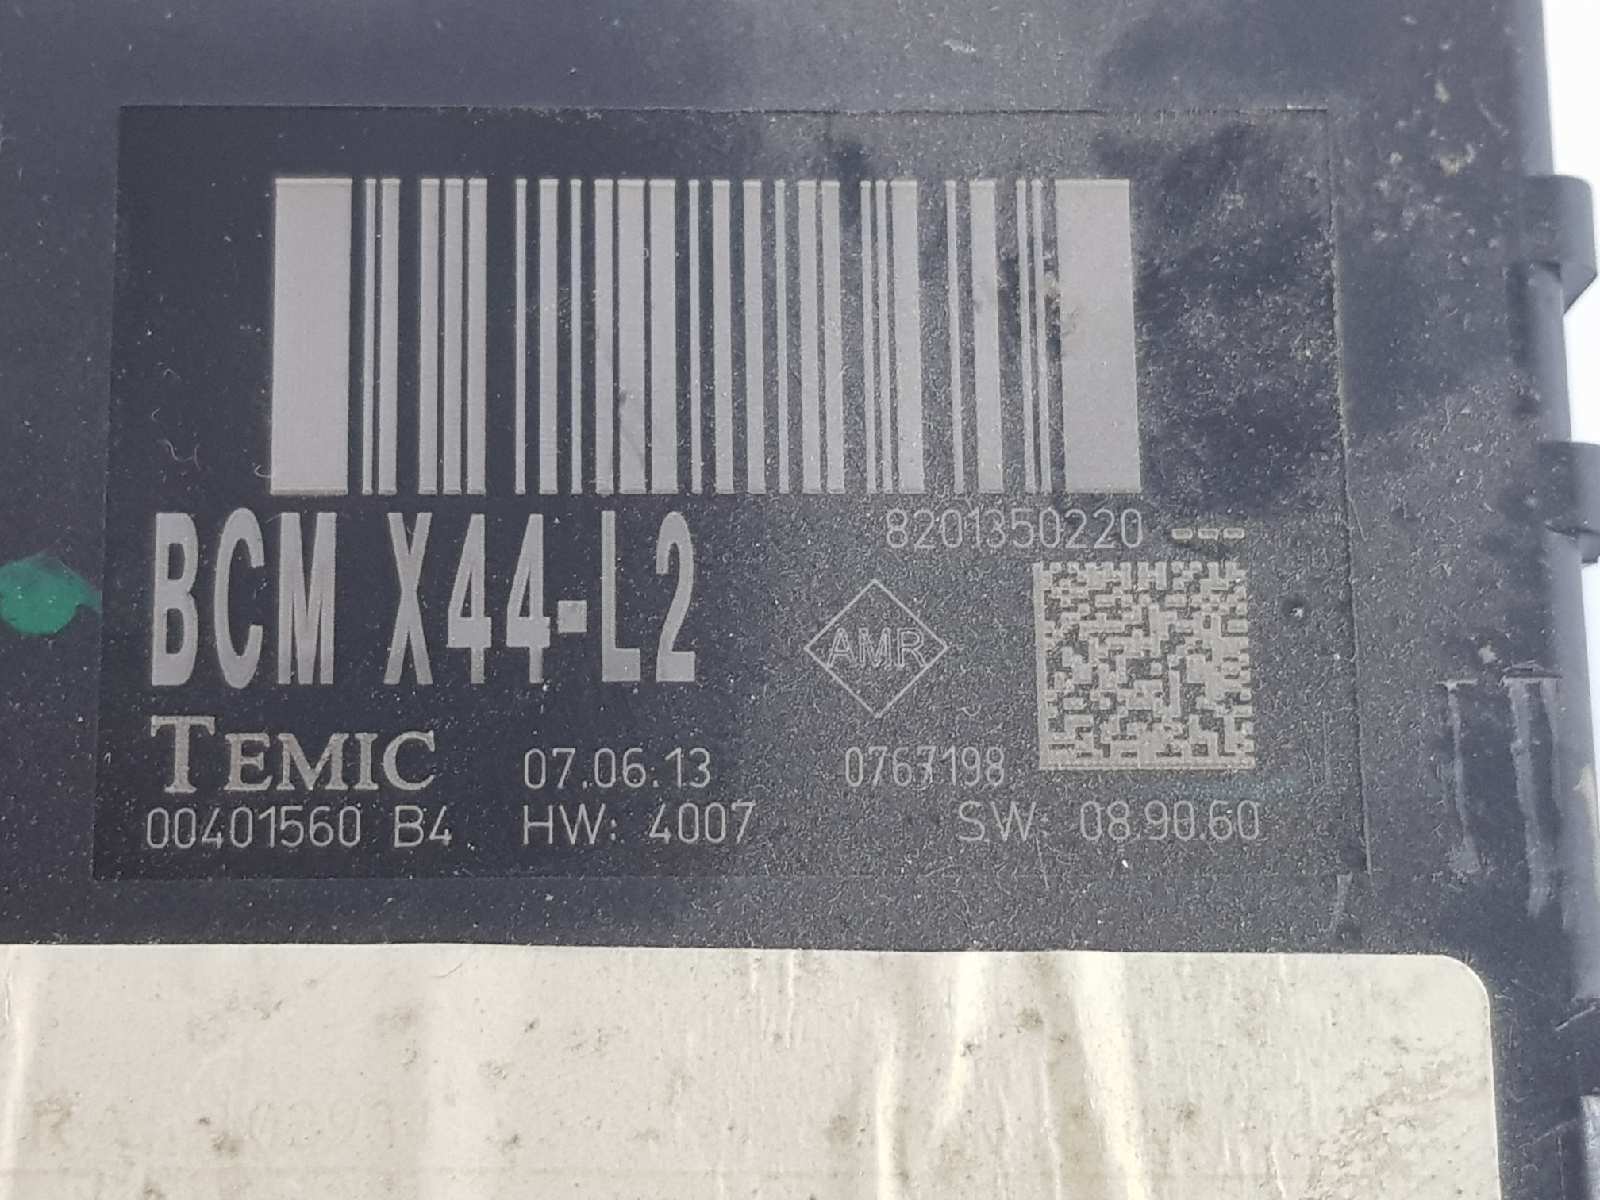 8201350220 ---
BCM X44-L2
AMR
TEMIC 07.06.13 0767198
00401560 B4 HW: 4007 SW: 08.90.60